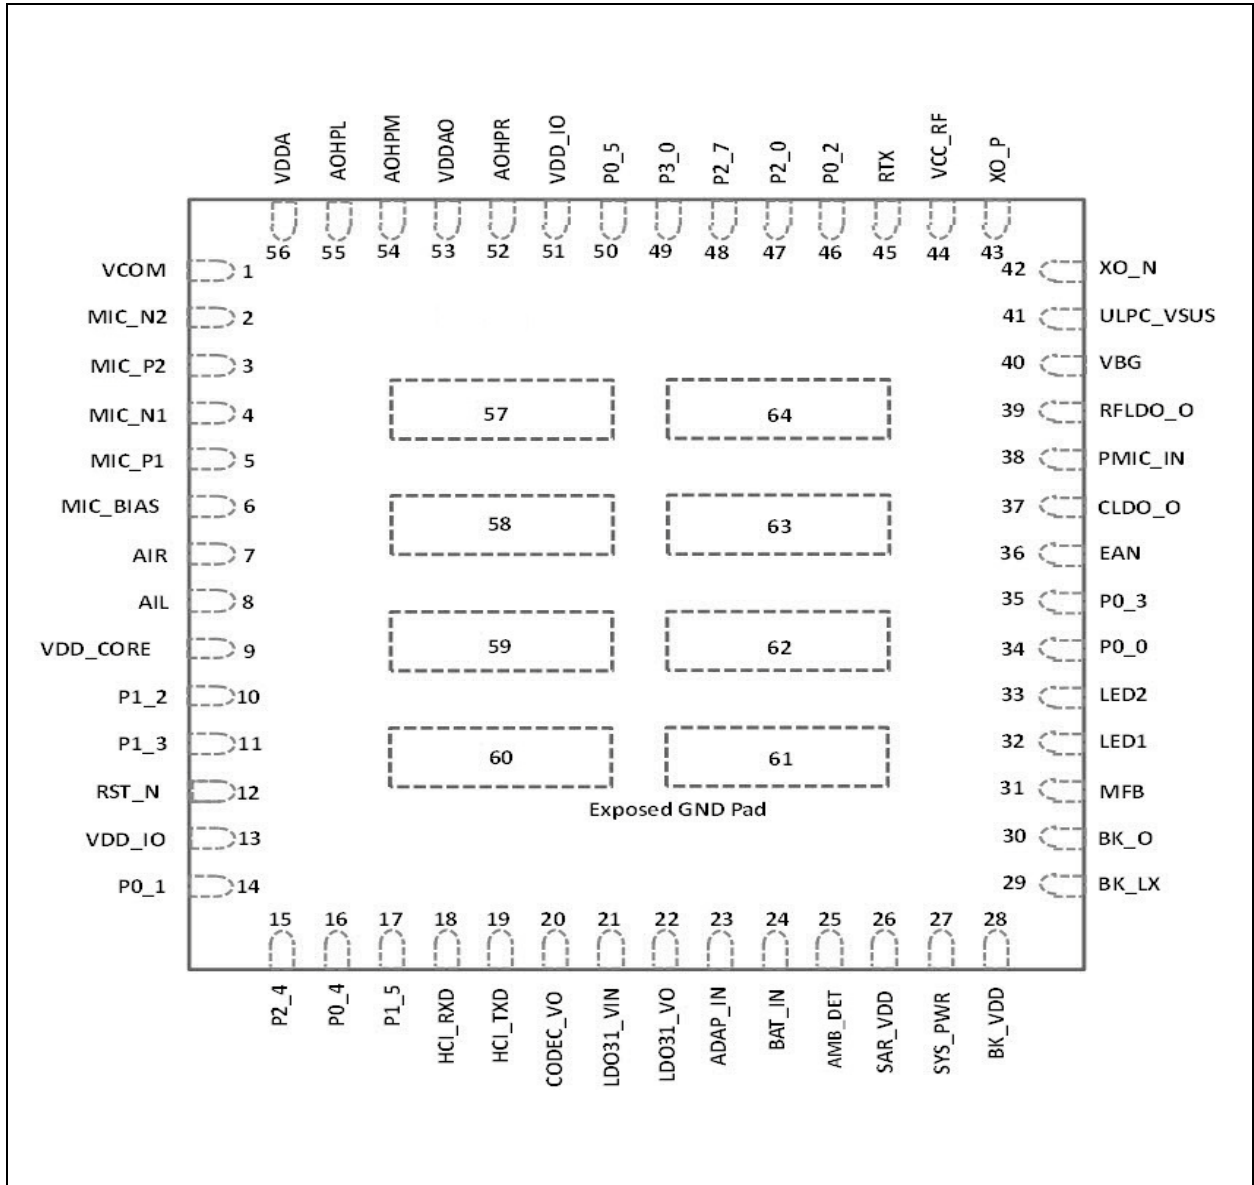 VDDA
AOHPL
AOHPM
VDDAO
AOHPR
VDD_IO
P0_5
P3_0
P2_7
P2_0
P0_2
RTX
VCC_RF
XO_P
56 55 54 53 52 51 50 49 48 47 46 45 44 43
VCOM 1
MIC_N2 2
MIC_P2 3
MIC_N1 4
MIC_P1 5
MIC_BIAS 6
AIR 7
AIL 8
VDD_CORE 9
P1_2 10
P1_3 11
RST_N 12
VDD_IO 13
P0_1 14
57 64
58 63
59 62
60 61
Exposed GND Pad
42 XO_N
41 ULPC_VSUS
40 VBG
39 RFLDO_O
38 PMIC_IN
37 CLDO_O
36 EAN
35 P0_3
34 P0_0
33 LED2
32 LED1
31 MFB
30 BK_O
29 BK_LX
15 16 17 18 19 20 21 22 23 24 25 26 27 28
P2_4
P0_4
P1_5
HCI_RXD
HCI_TXD
CODEC_VO
LDO31_VIN
LDO31_VO
ADAP_IN
BAT_IN
AMB_DET
SAR_VDD
SYS_PWR
BK_VDD